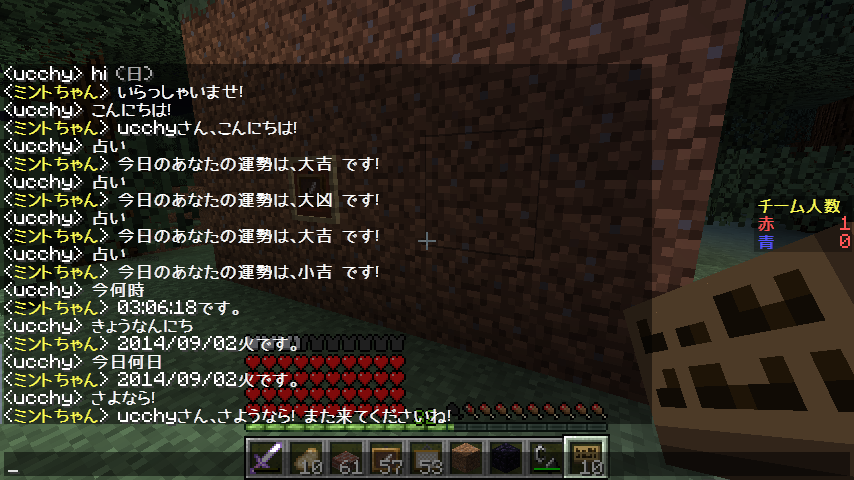 <ucchy> hi (日)
<ミントちゃん> いらっしゃいませ!
<ucchy> こんにちは!
<ミントちゃん> ucchyさん、こんにちは!
<ucchy> 占い
<ミントちゃん> 今日のあなたの運勢は、大吉 です!
<ucchy> 占い
<ミントちゃん> 今日のあなたの運勢は、大凶 です!
<ucchy> 占い
<ミントちゃん> 今日のあなたの運勢は、大吉 です!
<ucchy> 占い
<ミントちゃん> 今日のあなたの運勢は、小吉 です!
<ucchy> 今何時
<ミントちゃん> 03:06:18です。
<ucchy> きょうなんにち
<ミントちゃん> 2014/09/02火です。
<ucchy> 今日何日
<ミントちゃん> 2014/09/02火です。
<ucchy> さよなら!
<ミントちゃん> ucchyさん、さようなら! また来てくださいね!
チーム人数
赤 1
青 0
10 61 57 53 10
_